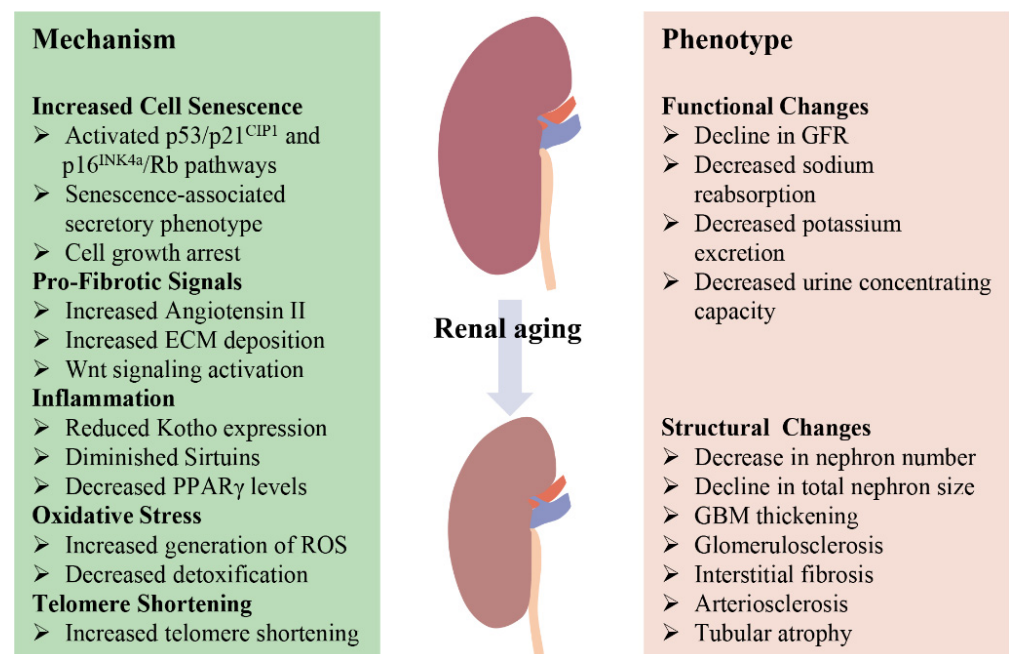 Mechanism
Increased Cell Senescence
➢ Activated p53/p21^CIP1 and
p16^INK4a/Rb pathways
➢ Senescence-associated
secretory phenotype
➢ Cell growth arrest
Pro-Fibrotic Signals
➢ Increased Angiotensin II
➢ Increased ECM deposition
➢ Wnt signaling activation
Inflammation
➢ Reduced Kotho expression
➢ Diminished Sirtuins
➢ Decreased PPARγ levels
Oxidative Stress
➢ Increased generation of ROS
➢ Decreased detoxification
Telomere Shortening
➢ Increased telomere shortening
Renal aging
Phenotype
Functional Changes
➢ Decline in GFR
➢ Decreased sodium
reabsorption
➢ Decreased potassium
excretion
➢ Decreased urine concentrating
capacity
Structural Changes
➢ Decrease in nephron number
➢ Decline in total nephron size
➢ GBM thickening
➢ Glomerulosclerosis
➢ Interstitial fibrosis
➢ Arteriosclerosis
➢ Tubular atrophy